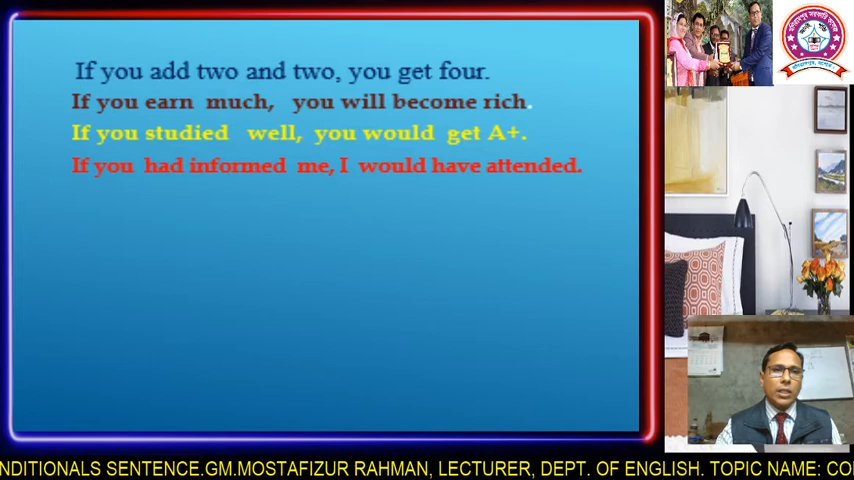 If you add two and two, you get four.
If you earn much, you will become rich.
If you studied well, you would get A+.
If you had informed me, I would have attended.
NDITIONALS SENTENCE.GM.MOSTAFIZUR RAHMAN, LECTURER, DEPT. OF ENGLISH. TOPIC NAME: CO